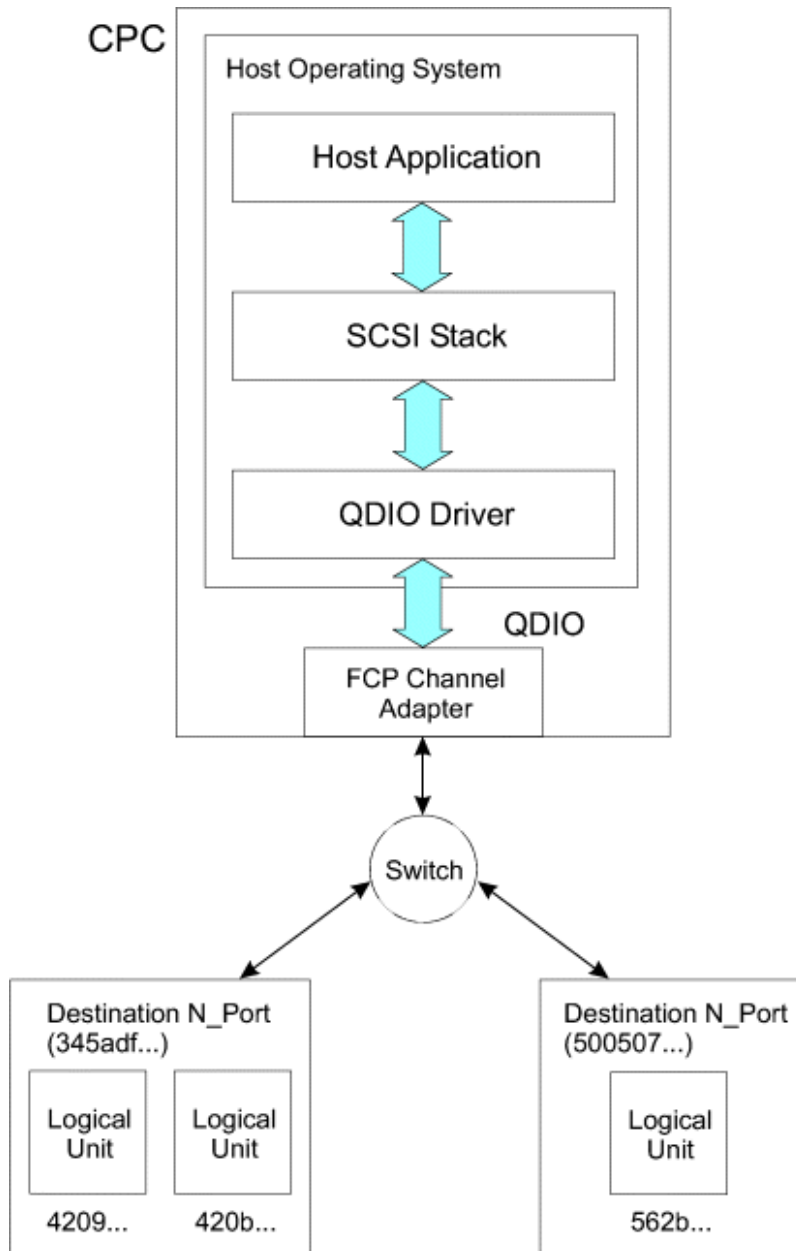 CPC
Host Operating System
Host Application
SCSI Stack
QDIO Driver
QDIO
FCP Channel
Adapter
Switch
Destination N_Port
(345adf...)
Logical
Unit
Logical
Unit
4209...
420b...
Destination N_Port
(500507...)
Logical
Unit
562b...